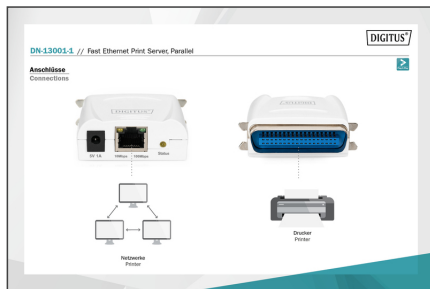 DIGITUS®
DN-13001-1 // Fast Ethernet Print Server, Parallel
Anschlüsse
Connections
DIGITUS
5V 1A
10Mbps
100Mbps
Status
Netzwerke
Printer
Drucker
Printer